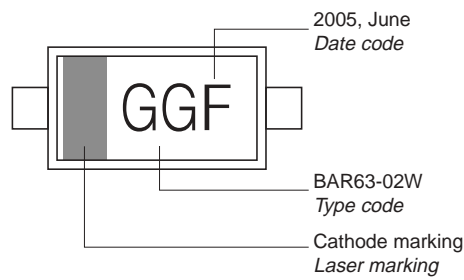 2005, June
Date code
GGF
BAR63-02W
Type code
Cathode marking
Laser marking